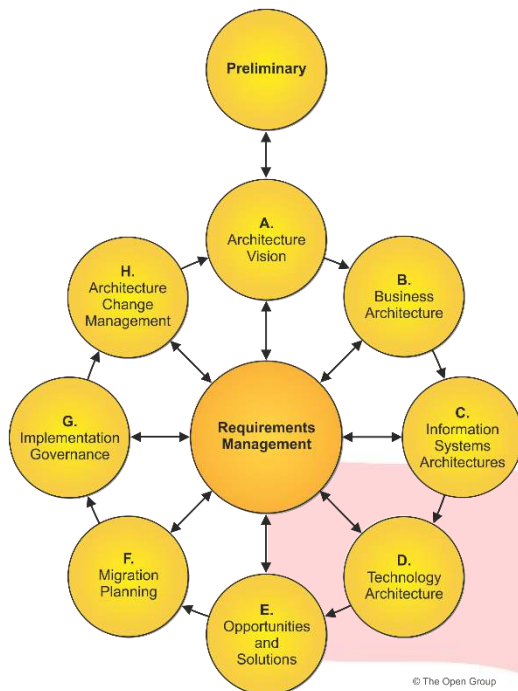 Preliminary
A.
Architecture
Vision
B.
Business
Architecture
C.
Information
Systems
Architectures
D.
Technology
Architecture
E.
Opportunities
and
Solutions
F.
Migration
Planning
G.
Implementation
Governance
H.
Architecture
Change
Management
Requirements
Management
© The Open Group